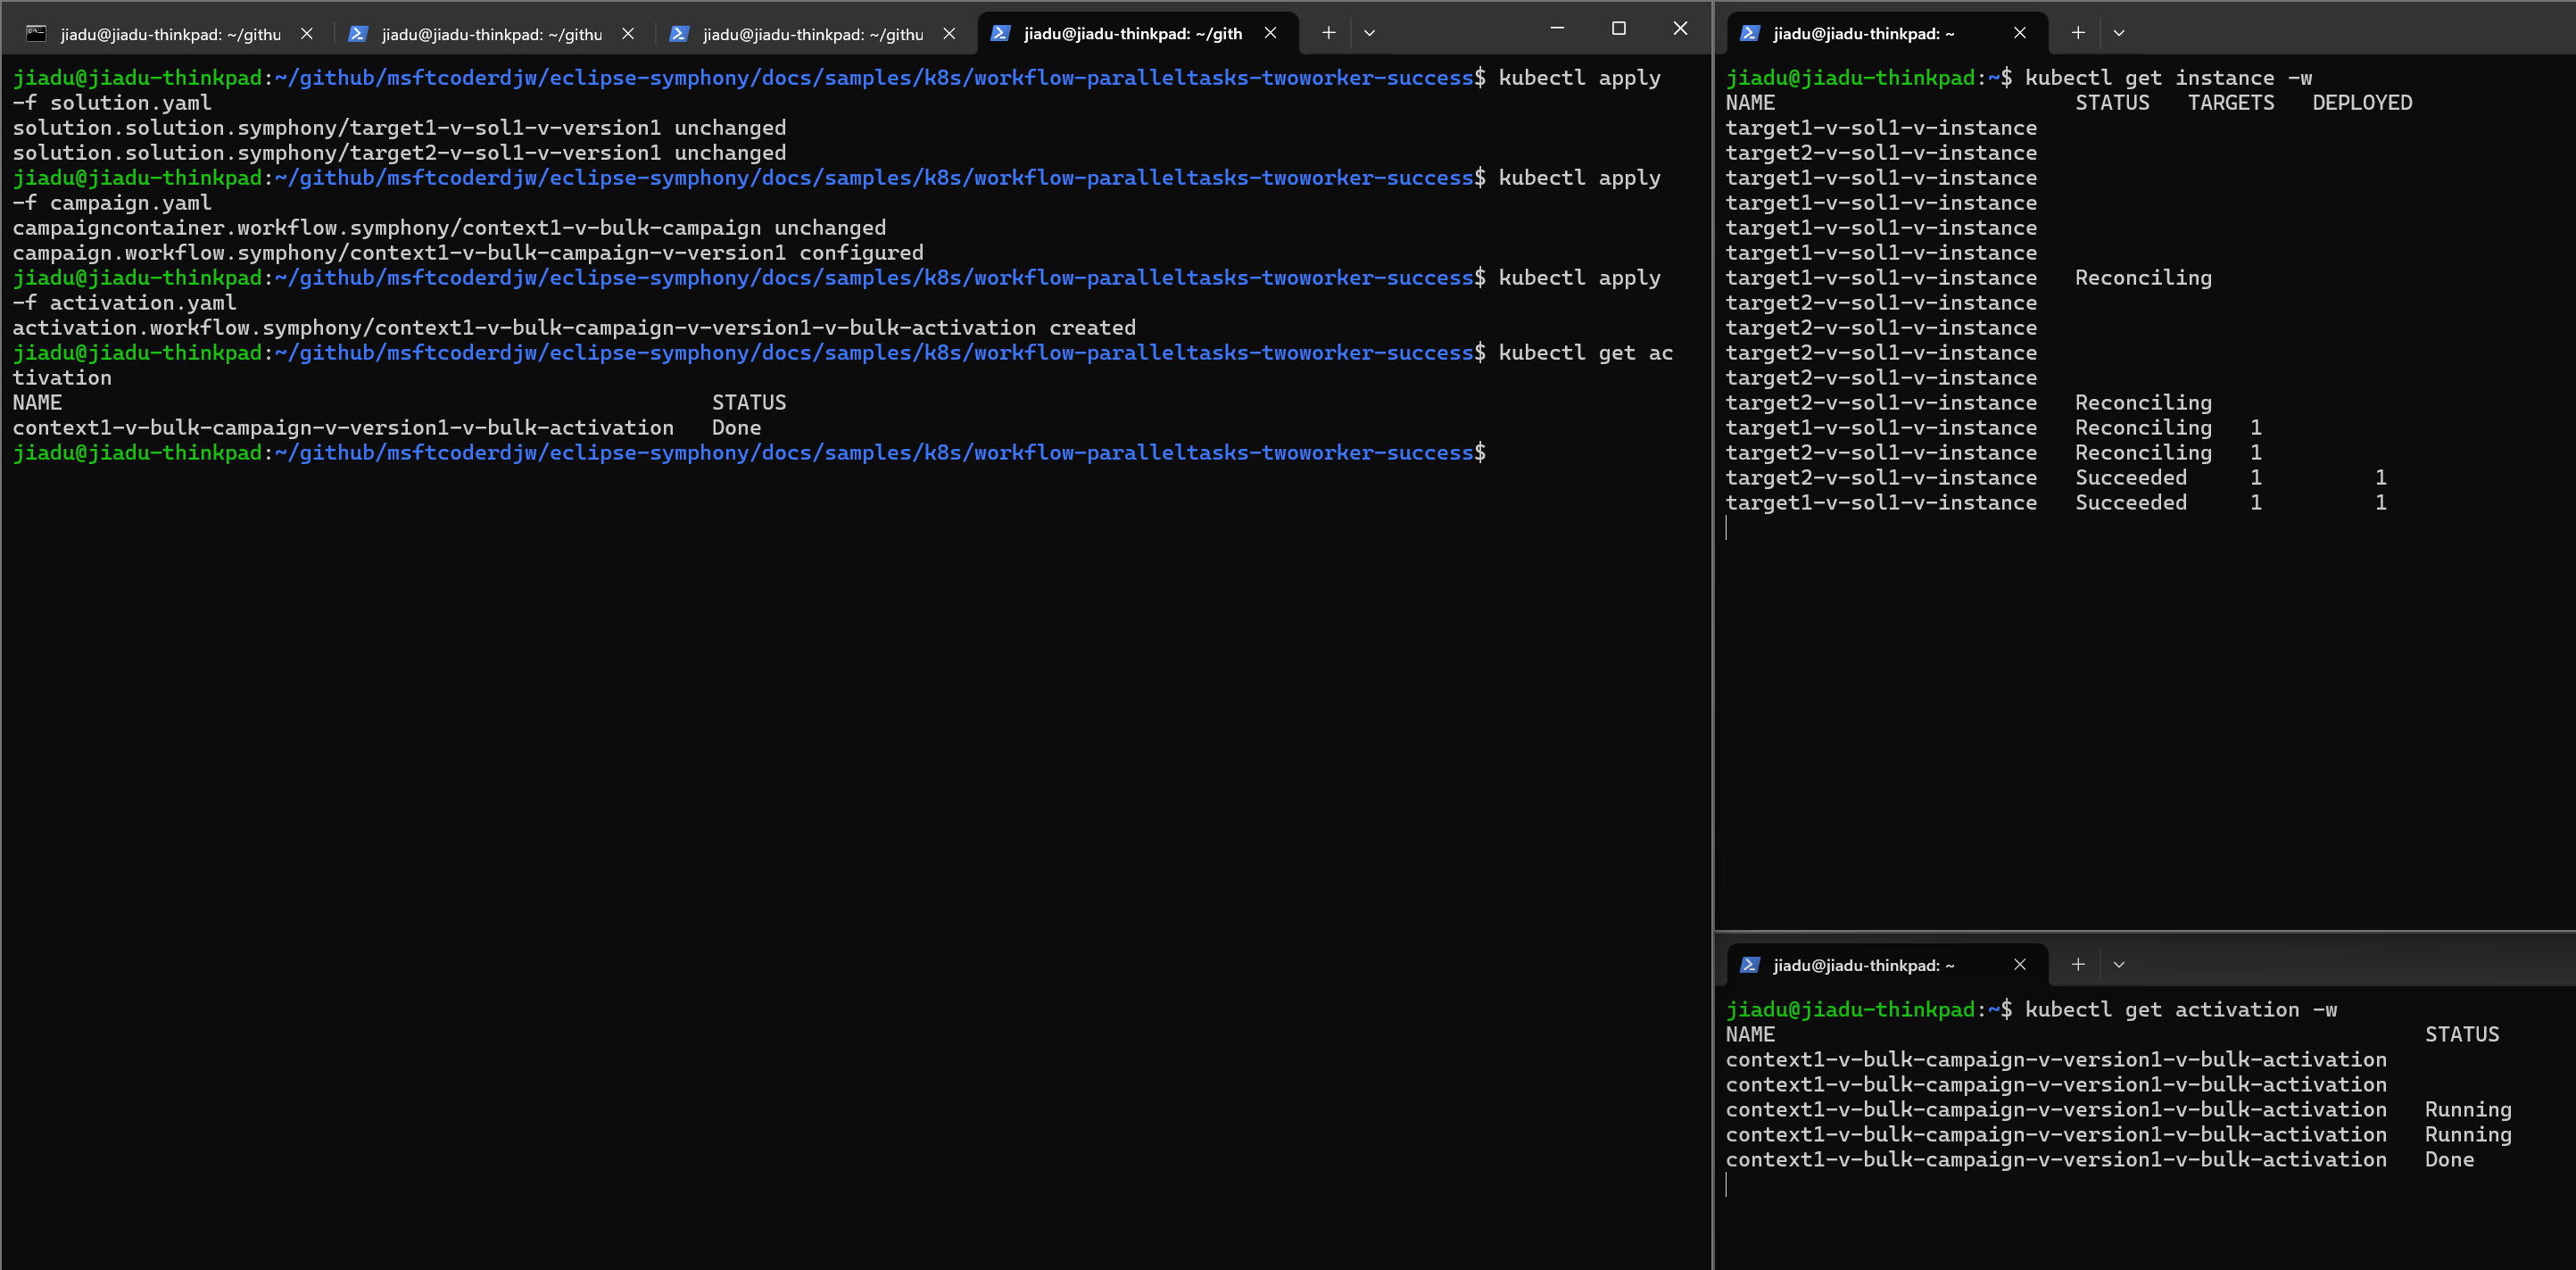 jiadu@jiadu-thinkpad: ~/githu
jiadu@jiadu-thinkpad: ~/githu
jiadu@jiadu-thinkpad: ~/githu
jiadu@jiadu-thinkpad: ~/gith
jiadu@jiadu-thinkpad:~/github/msftcoderdjw/eclipse-symphony/docs/samples/k8s/workflow-paralleltasks-twoworker-success$ kubectl apply
-f solution.yaml
solution.solution.symphony/target1-v-sol1-v-version1 unchanged
solution.solution.symphony/target2-v-sol1-v-version1 unchanged
jiadu@jiadu-thinkpad:~/github/msftcoderdjw/eclipse-symphony/docs/samples/k8s/workflow-paralleltasks-twoworker-success$ kubectl apply
-f campaign.yaml
campaigncontainer.workflow.symphony/context1-v-bulk-campaign unchanged
campaign.workflow.symphony/context1-v-bulk-campaign-v-version1 configured
jiadu@jiadu-thinkpad:~/github/msftcoderdjw/eclipse-symphony/docs/samples/k8s/workflow-paralleltasks-twoworker-success$ kubectl apply
-f activation.yaml
activation.workflow.symphony/context1-v-bulk-campaign-v-version1-v-bulk-activation created
jiadu@jiadu-thinkpad:~/github/msftcoderdjw/eclipse-symphony/docs/samples/k8s/workflow-paralleltasks-twoworker-success$ kubectl get ac
tivation
NAME STATUS
context1-v-bulk-campaign-v-version1-v-bulk-activation Done
jiadu@jiadu-thinkpad:~/github/msftcoderdjw/eclipse-symphony/docs/samples/k8s/workflow-paralleltasks-twoworker-success$
jiadu@jiadu-thinkpad: ~
jiadu@jiadu-thinkpad:~$ kubectl get instance -w
NAME STATUS TARGETS DEPLOYED
target1-v-sol1-v-instance
target2-v-sol1-v-instance
target1-v-sol1-v-instance
target1-v-sol1-v-instance
target1-v-sol1-v-instance
target1-v-sol1-v-instance
target1-v-sol1-v-instance Reconciling
target2-v-sol1-v-instance
target2-v-sol1-v-instance
target2-v-sol1-v-instance
target2-v-sol1-v-instance
target2-v-sol1-v-instance Reconciling
target1-v-sol1-v-instance Reconciling 1
target2-v-sol1-v-instance Reconciling 1
target2-v-sol1-v-instance Succeeded 1 1
target1-v-sol1-v-instance Succeeded 1 1
jiadu@jiadu-thinkpad: ~
jiadu@jiadu-thinkpad:~$ kubectl get activation -w
NAME STATUS
context1-v-bulk-campaign-v-version1-v-bulk-activation
context1-v-bulk-campaign-v-version1-v-bulk-activation
context1-v-bulk-campaign-v-version1-v-bulk-activation Running
context1-v-bulk-campaign-v-version1-v-bulk-activation Running
context1-v-bulk-campaign-v-version1-v-bulk-activation Done